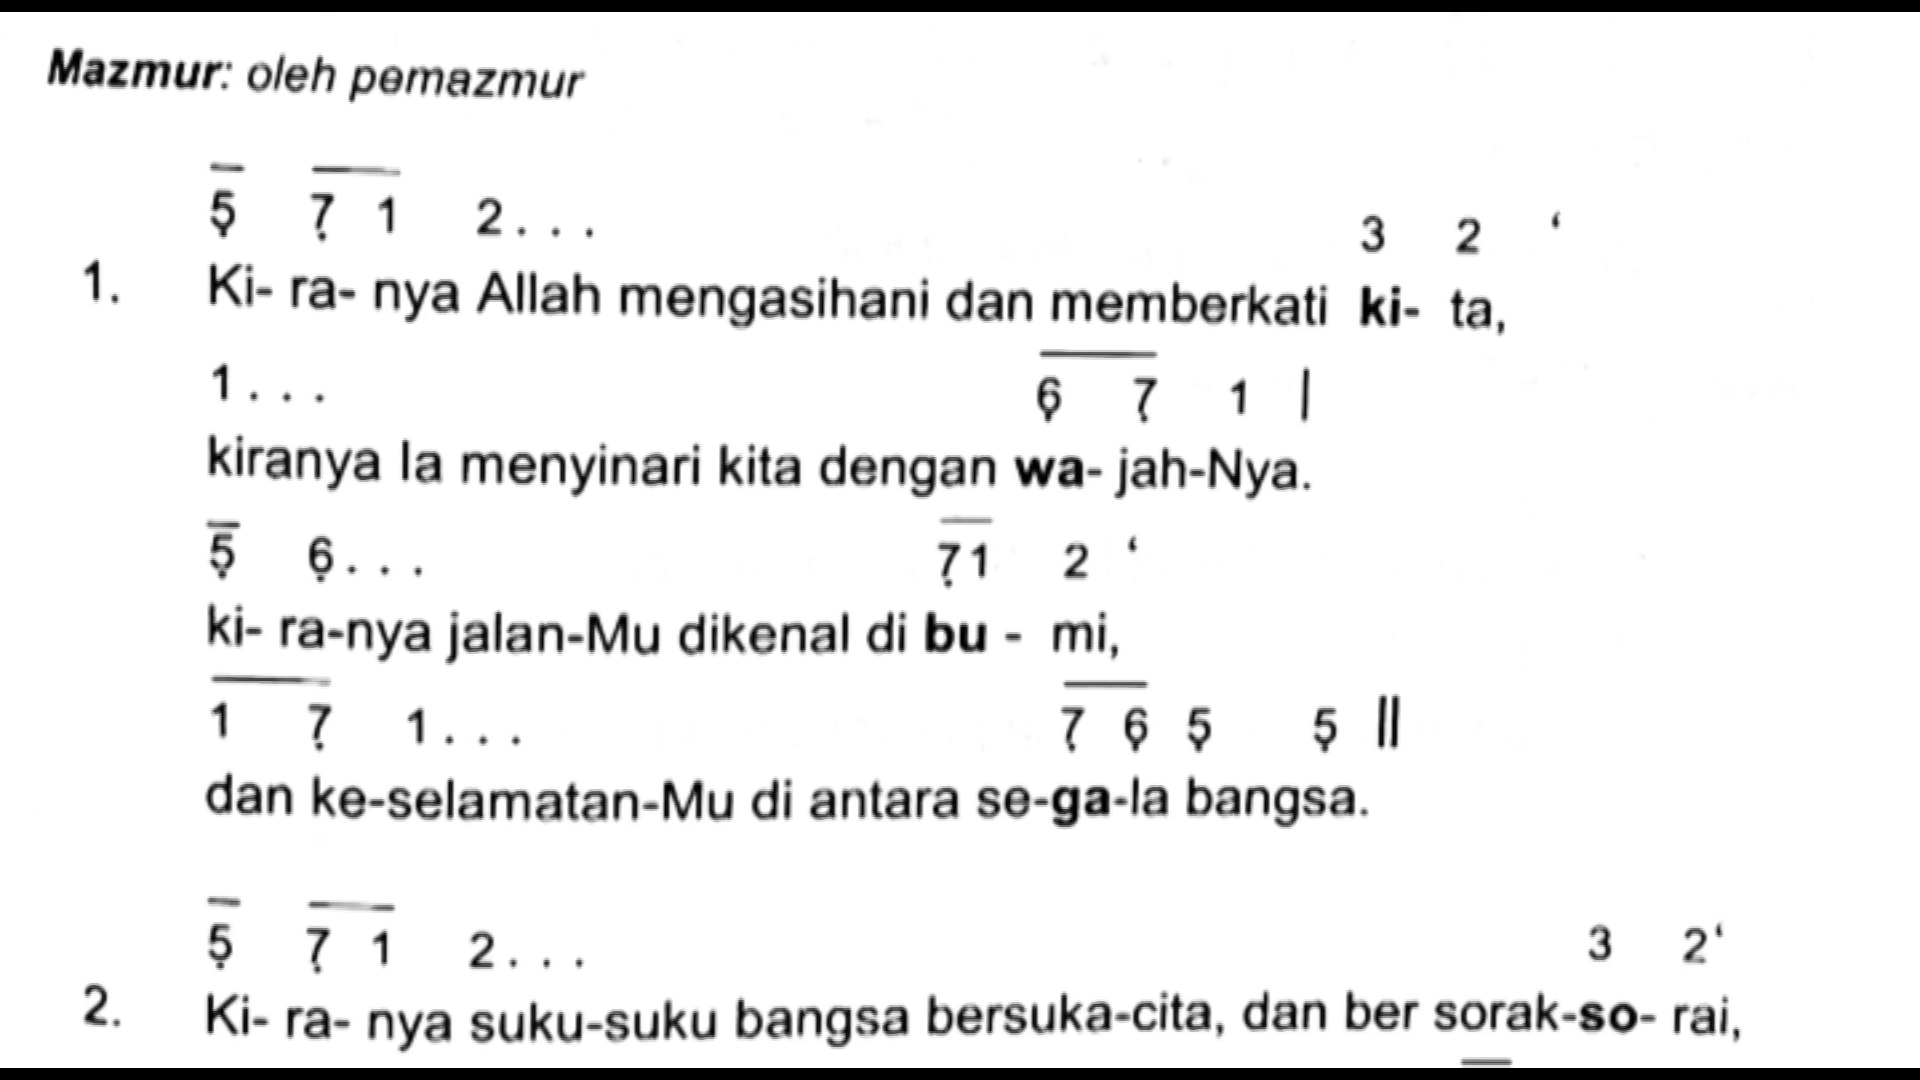 Mazmur: oleh pemazmur
5̣ 7̣ 1 2 . . . 3 2 ‘
1. Ki- ra- nya Allah mengasihani dan memberkati ki- ta,
1 . . . 6̣ 7̣ 1 |
kiranya Ia menyinari kita dengan wa- jah-Nya.
5̣ 6̣ . . . 7̣1 2 ‘
ki- ra-nya jalan-Mu dikenal di bu - mi,
1 7̣ 1 . . . 7̣ 6̣ 5̣ 5̣ ||
dan ke-selamatan-Mu di antara se-ga-la bangsa.
5̣ 7̣ 1 2 . . . 3 2‘
2. Ki- ra- nya suku-suku bangsa bersuka-cita, dan ber sorak-so- rai,